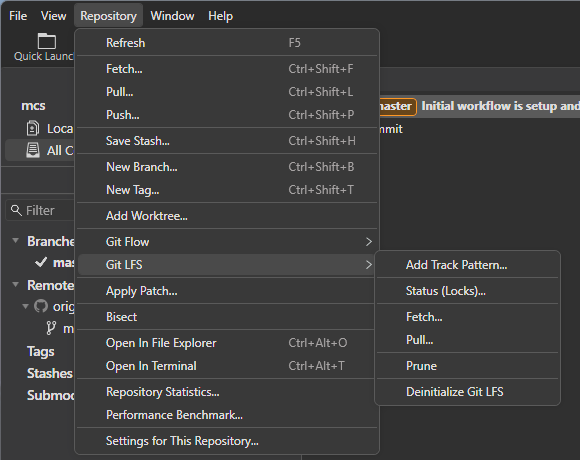 File View Repository Window Help
Quick Launc
Refresh F5
Fetch... Ctrl+Shift+F
Pull... Ctrl+Shift+L
Push... Ctrl+Shift+P
Save Stash... Ctrl+Shift+H
New Branch... Ctrl+Shift+B
New Tag... Ctrl+Shift+T
Add Worktree...
Git Flow
Git LFS
Apply Patch...
Bisect
Open In File Explorer Ctrl+Alt+O
Open In Terminal Ctrl+Alt+T
Repository Statistics...
Performance Benchmark...
Settings for This Repository...
mcs
Loca
All C
Filter
Branche
mas
Remote
orig
m
Tags
Stashes
Submod
master Initial workflow is setup and
mmit
Add Track Pattern...
Status (Locks)...
Fetch...
Pull...
Prune
Deinitialize Git LFS